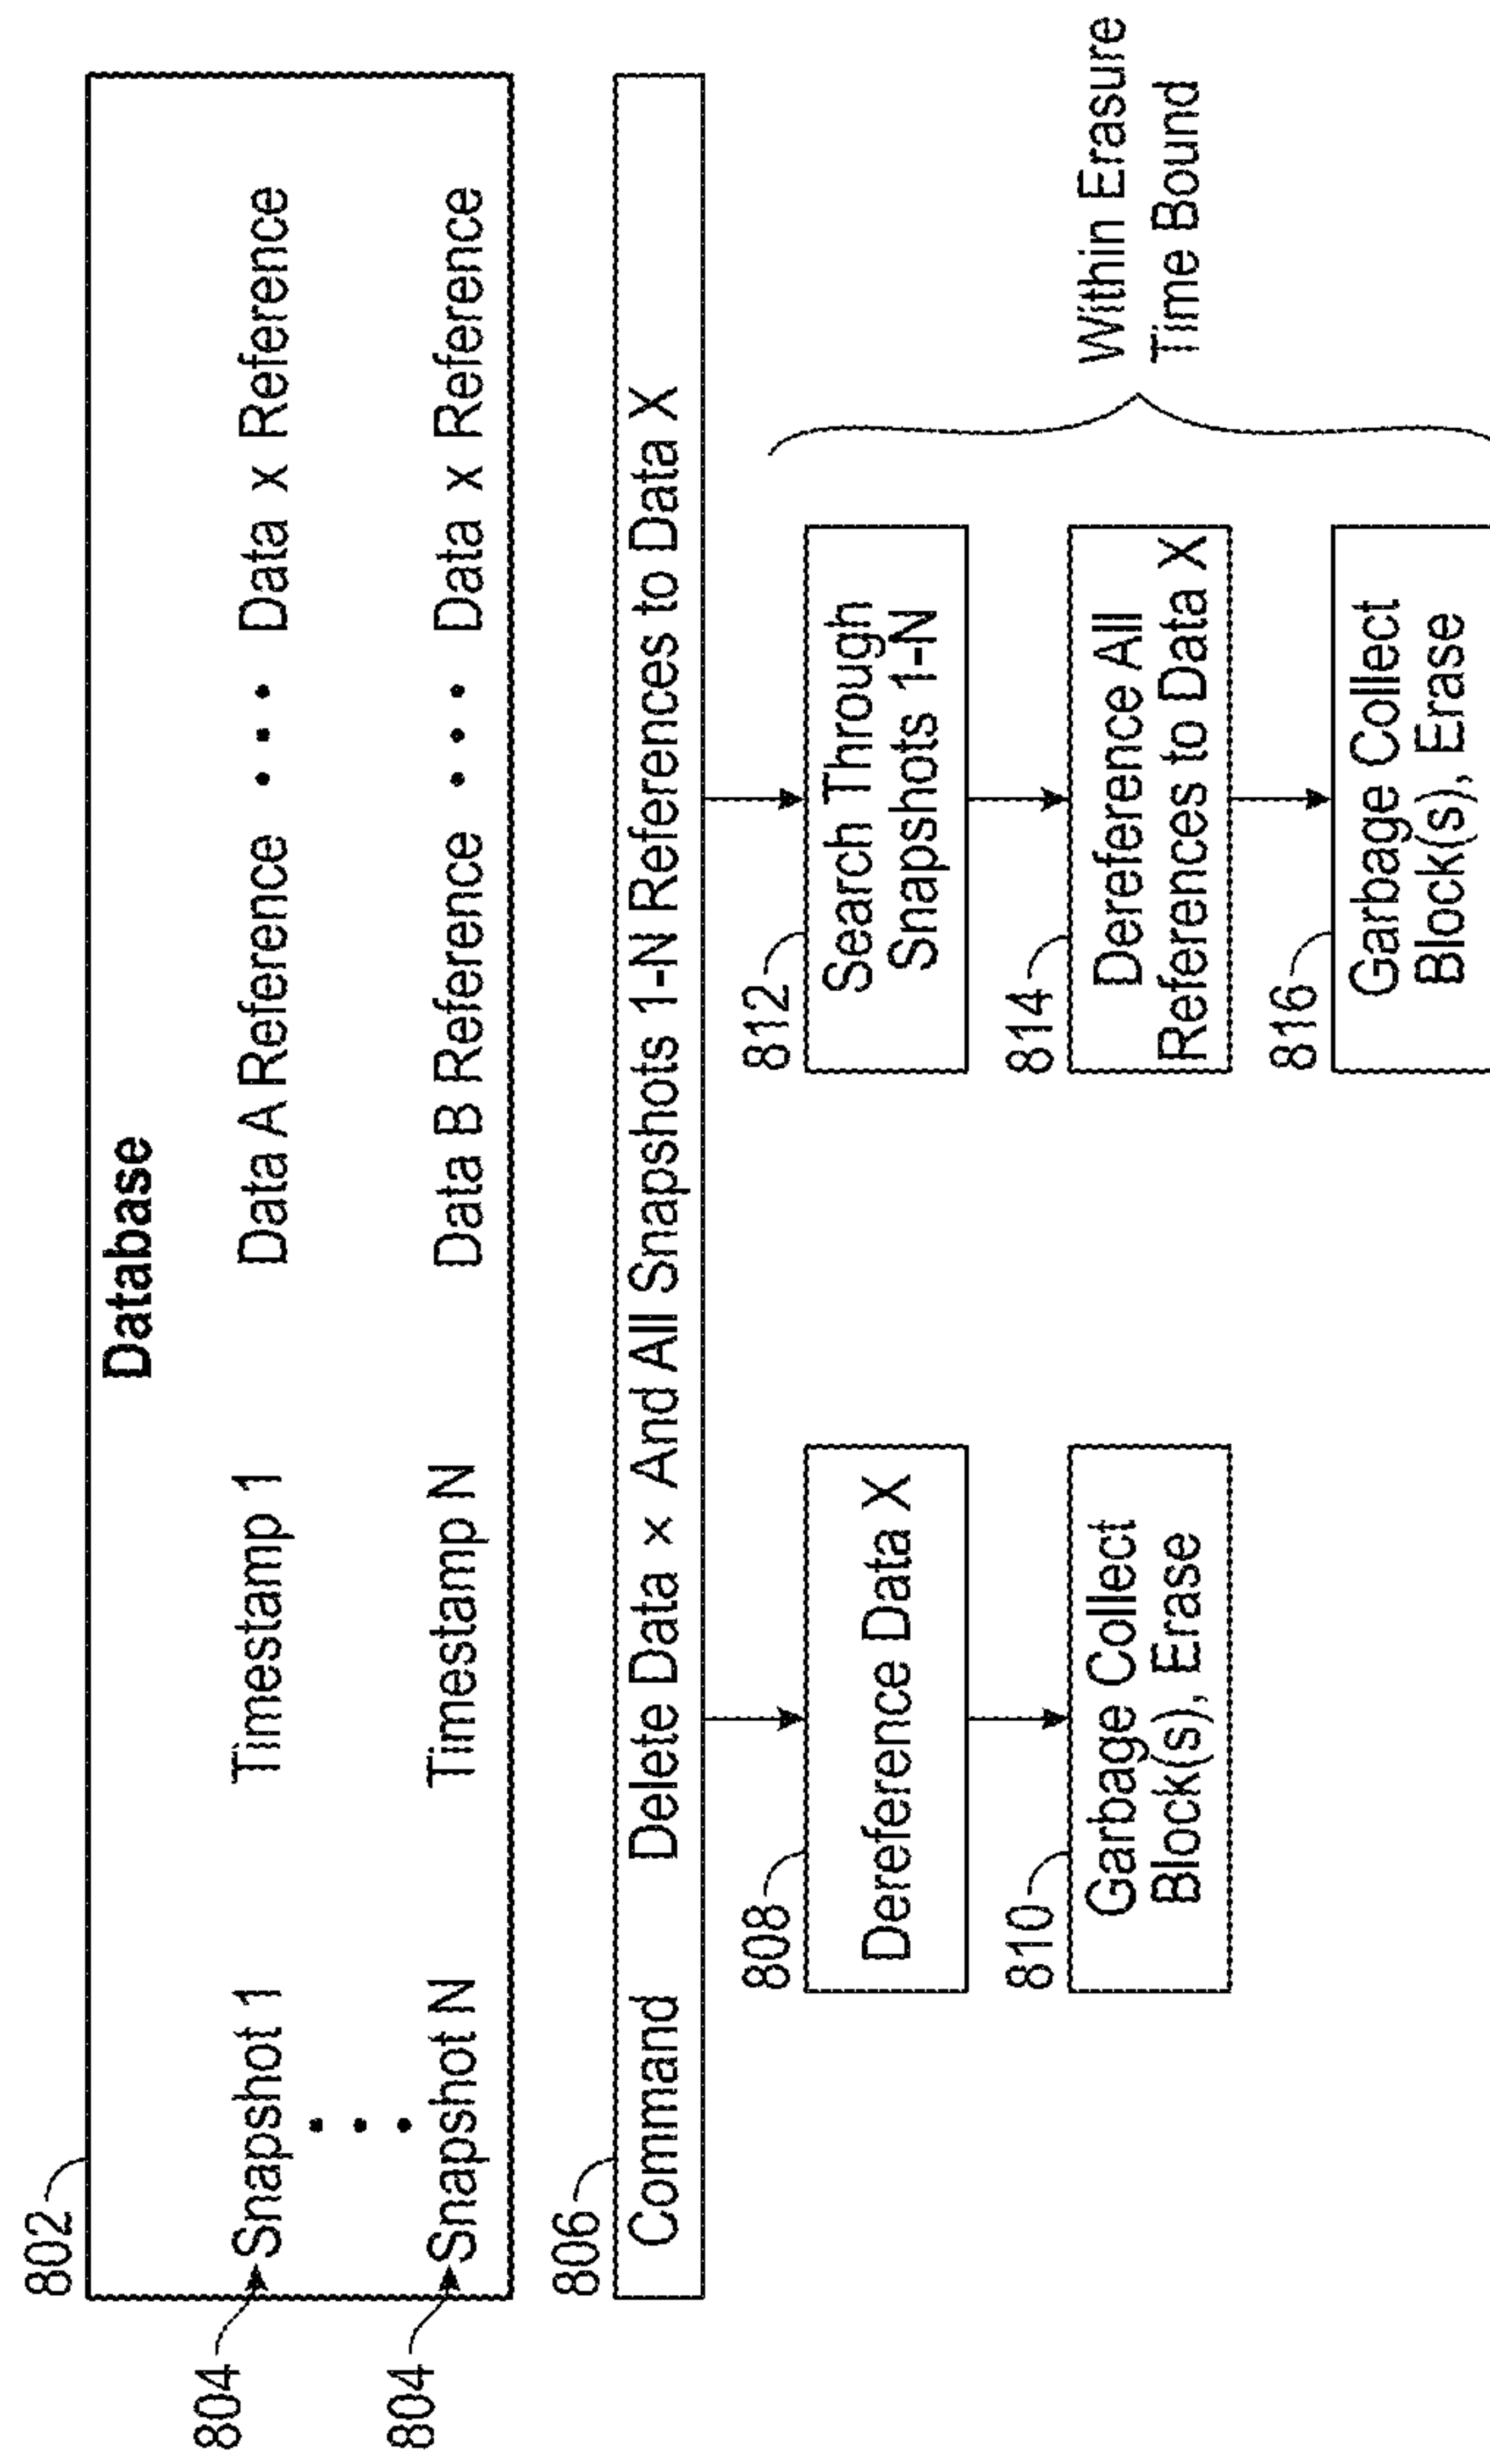 802
Database
804
Snapshot 1 Timestamp 1 Data A Reference • • • Data x Reference
804
Snapshot N Timestamp N Data B Reference • • • Data x Reference
806
Command Delete Data x And All Snapshots 1-N References to Data X
808
Dereference Data X
810
Garbage Collect
Block(s), Erase
812
Search Through
Snapshots 1-N
814
Dereference All
References to Data X
816
Garbage Collect
Block(s), Erase
Within Erasure
Time Bound